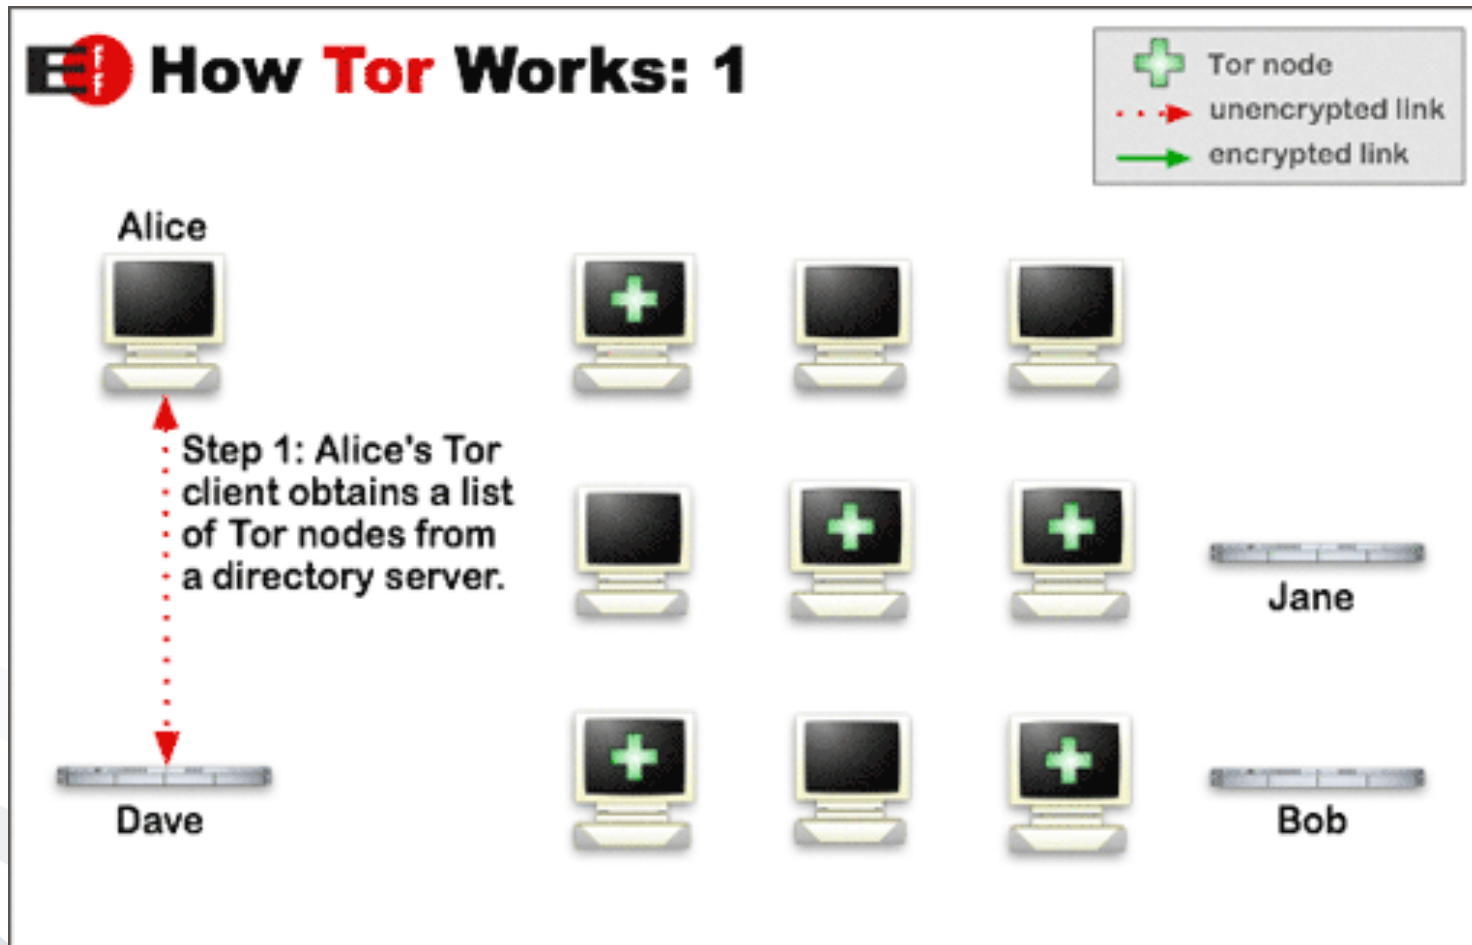 EFF How Tor Works: 1
Tor node
unencrypted link
encrypted link
Alice
Step 1: Alice's Tor
client obtains a list
of Tor nodes from
a directory server.
Jane
Dave
Bob